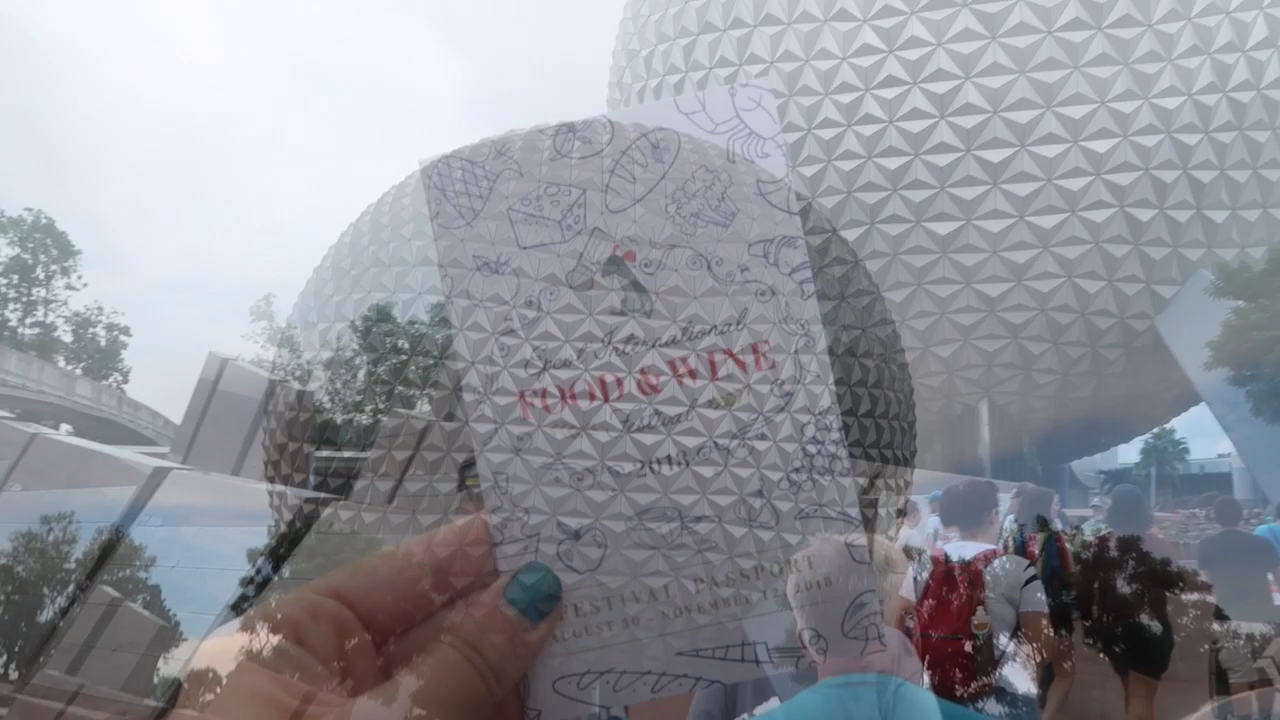 Epcot International
FOOD & WINE
Festival
2018
FESTIVAL PASSPORT
AUGUST 30 - NOVEMBER 12, 2018